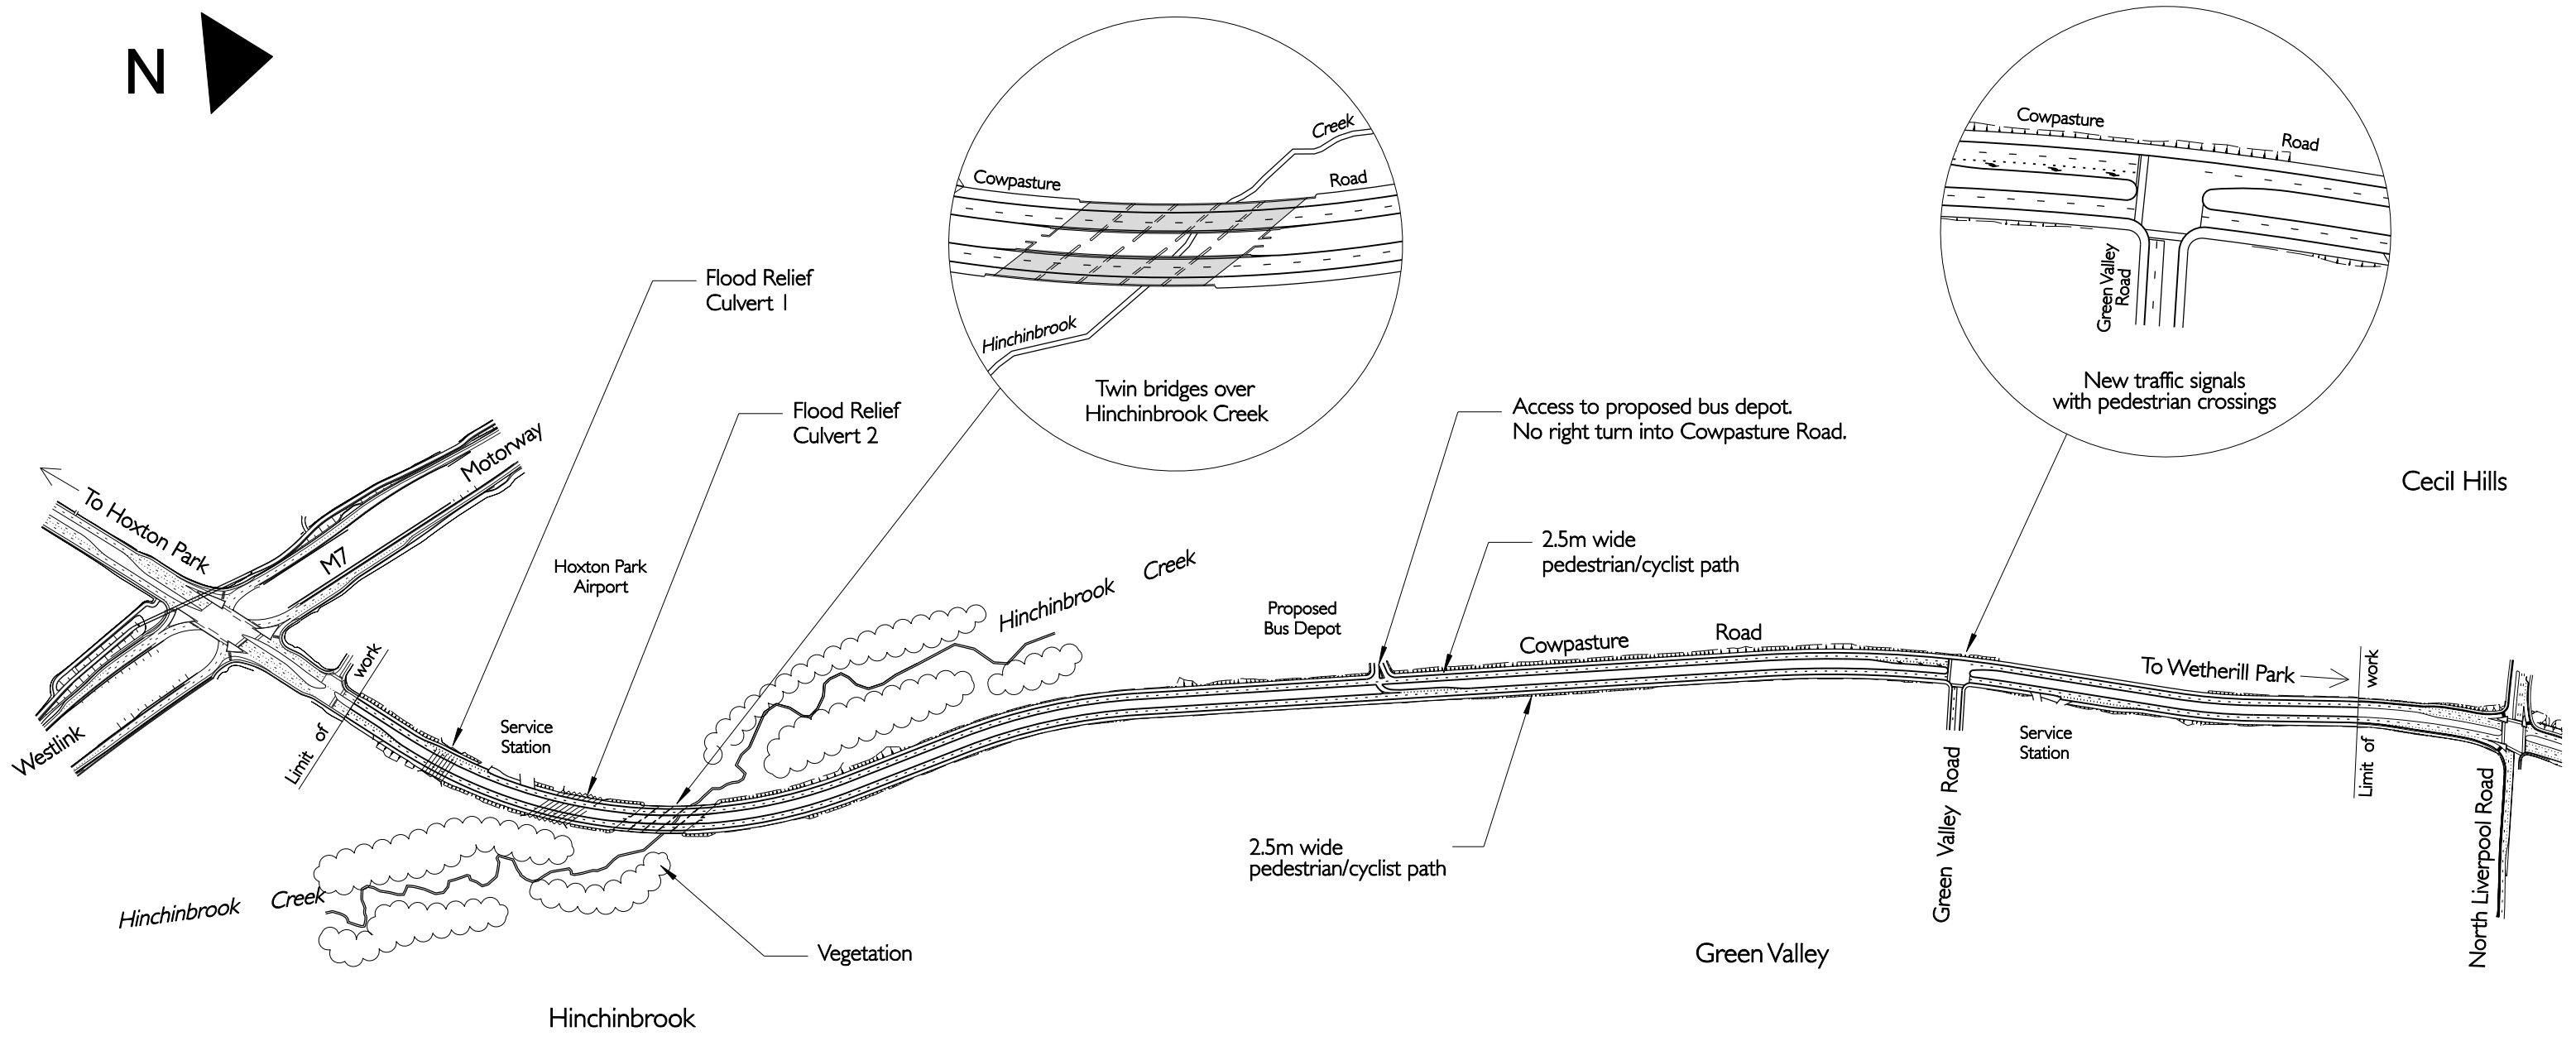 N
Creek
Cowpasture
Road
Hinchinbrook
Twin bridges over
Hinchinbrook Creek
Cowpasture
Road
Green Valley
Road
New traffic signals
with pedestrian crossings
Flood Relief
Culvert 1
Flood Relief
Culvert 2
Access to proposed bus depot.
No right turn into Cowpasture Road.
Cecil Hills
To Hoxton Park
Motorway
M7
Westlink
Limit of work
Hoxton Park
Airport
Service
Station
Hinchinbrook Creek
2.5m wide
pedestrian/cyclist path
Proposed
Bus Depot
Cowpasture Road
To Wetherill Park
Limit of work
Service
Station
Green Valley Road
North Liverpool Road
2.5m wide
pedestrian/cyclist path
Hinchinbrook Creek
Vegetation
Green Valley
Hinchinbrook